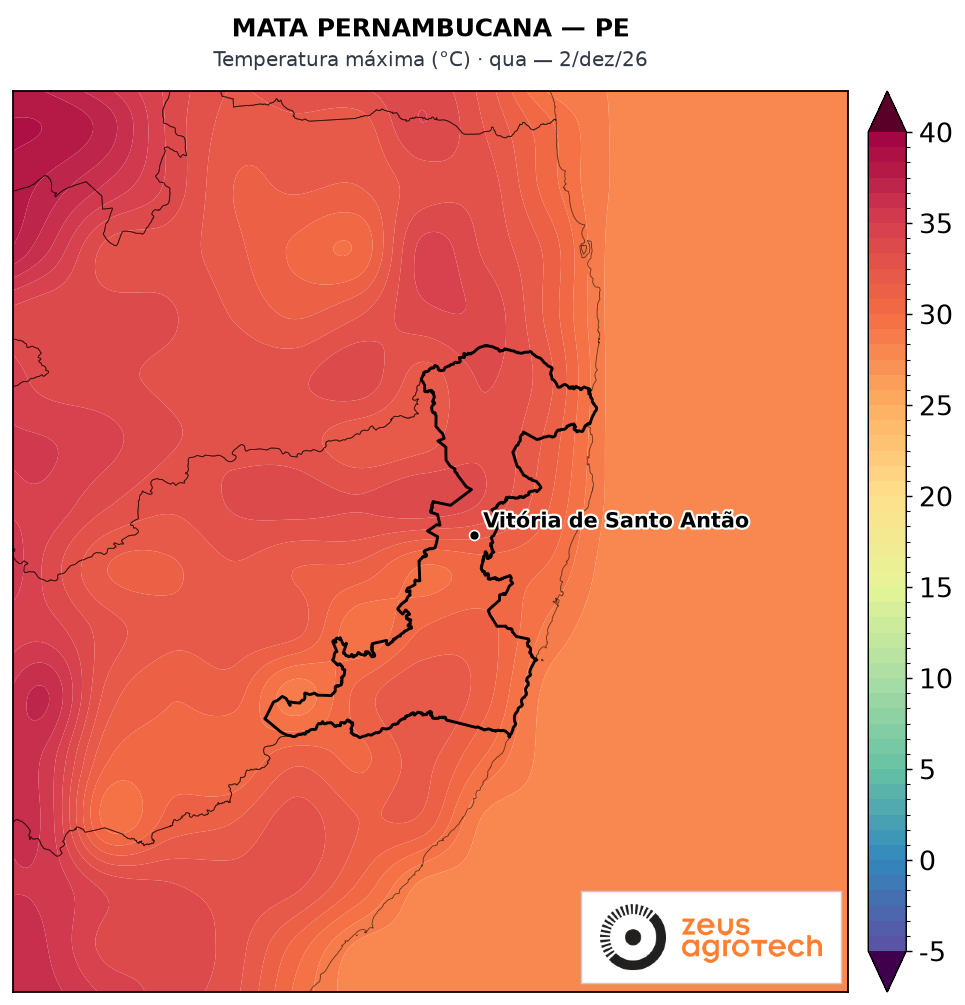 MATA PERNAMBUCANA — PE
Temperatura máxima (°C) · qua — 2/dez/26
40
35
30
25
20
15
10
5
0
-5
Vitória de Santo Antão
zeus
agrotech